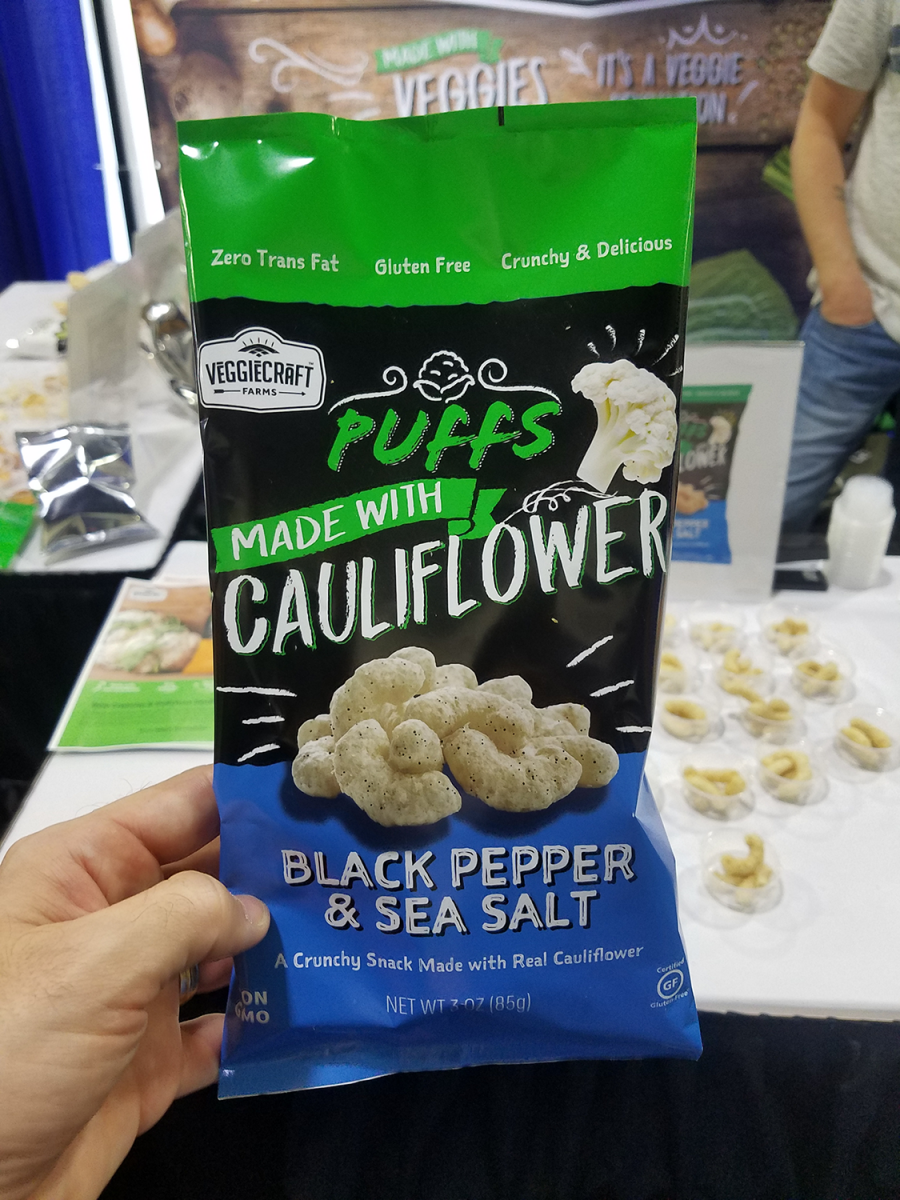 MADE WITH
VEGGIES
IT'S A VEGGIE
Zero Trans Fat
Gluten Free
Crunchy & Delicious
VEGGIECRAFT
FARMS
PUFFS
MADE WITH
CAULIFLOWER
BLACK PEPPER
& SEA SALT
A Crunchy Snack Made with Real Cauliflower
NET WT 3 OZ (85g)
Certified
GF
Gluten-Free